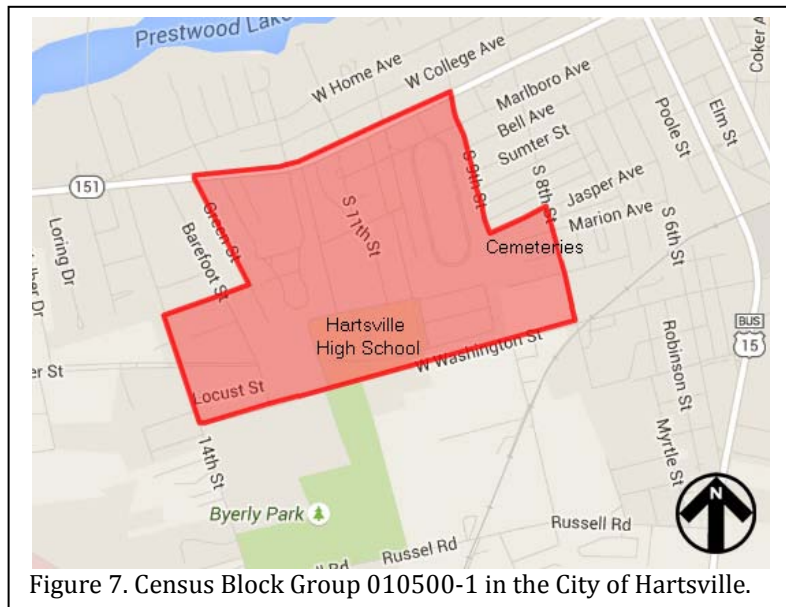 Prestwood Lake
W Home Ave
W College Ave
Coker A
Marlboro Ave
Bell Ave
Sumter St
Poole St
Elm St
151
S 9th St
S 8th St
Jasper Ave
Marion Ave
S 6th St
Green St
Barefoot St
S 11th St
Loring Dr
Dr
Cemeteries
Hartsville
High School
W Washington St
BUS
15
er St
Locust St
Robinson St
14th St
Myrtle St
N
Byerly Park
Russell Rd
Russel Rd
ll Rd
Figure 7. Census Block Group 010500-1 in the City of Hartsville.